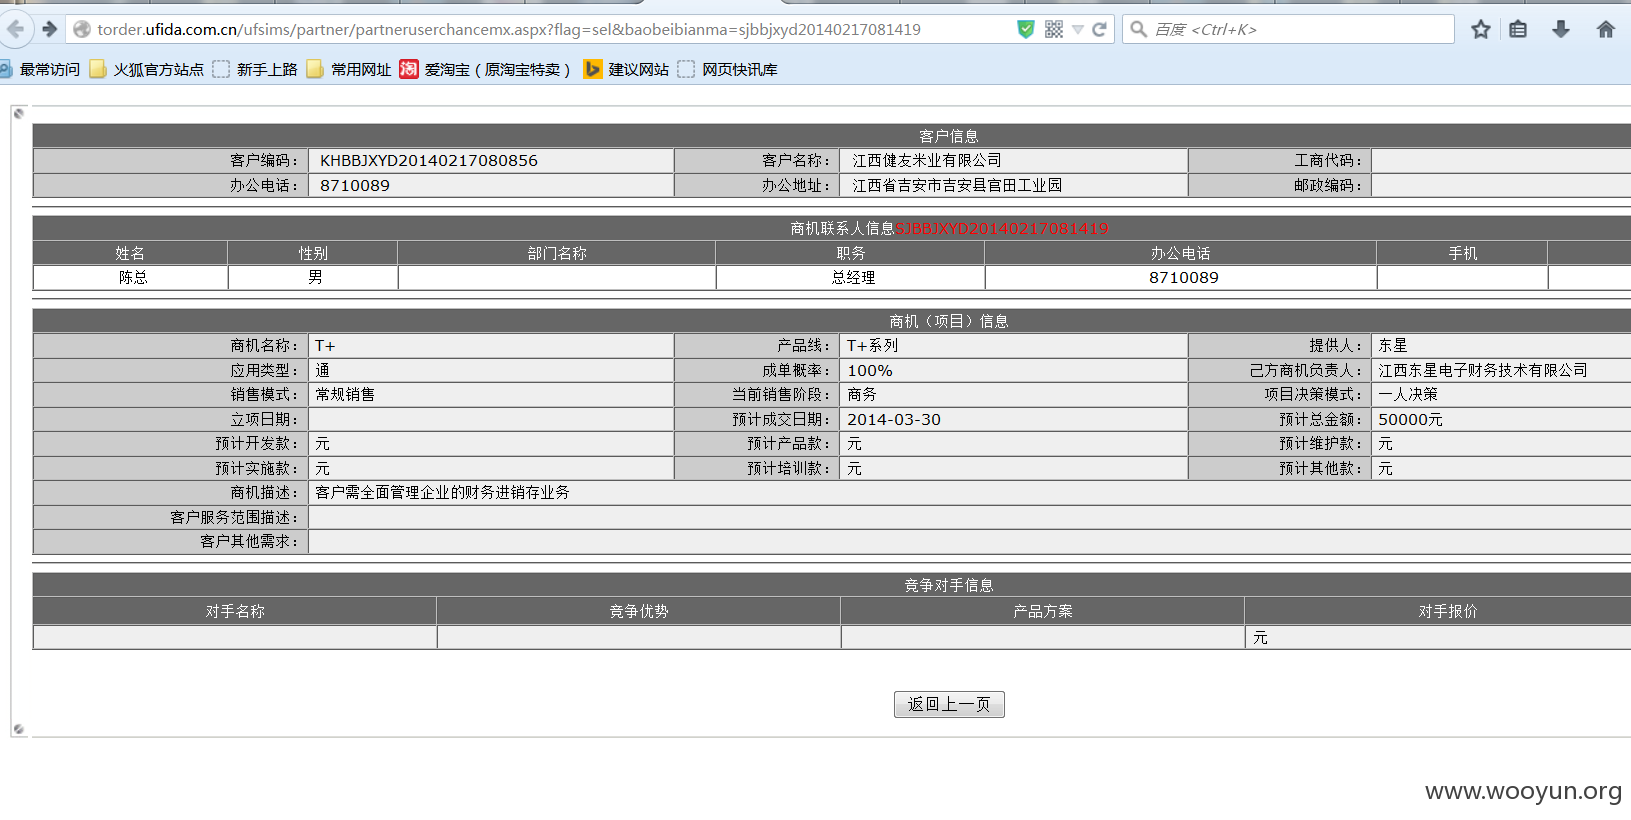 torder.ufida.com.cn/ufsims/partner/partneruserchancemx.aspx?flag=sel&baobeibianma=sjbbjxyd20140217081419
百度 <Ctrl+K>
最常访问 火狐官方站点 新手上路 常用网址 淘 爱淘宝（原淘宝特卖） 建议网站 网页快讯库
客户信息
客户编码： KHBBJXYD20140217080856 客户名称： 江西健友米业有限公司 工商代码：
办公电话： 8710089 办公地址： 江西省吉安市吉安县官田工业园 邮政编码：
商机联系人信息SJBBJXYD20140217081419
姓名 性别 部门名称 职务 办公电话 手机
陈总 男 总经理 8710089
商机（项目）信息
商机名称： T+ 产品线： T+系列 提供人： 东星
应用类型： 通 成单概率： 100% 己方商机负责人： 江西东星电子财务技术有限公司
销售模式： 常规销售 当前销售阶段： 商务 项目决策模式： 一人决策
立项日期： 预计成交日期： 2014-03-30 预计总金额： 50000元
预计开发款： 元 预计产品款： 元 预计维护款： 元
预计实施款： 元 预计培训款： 元 预计其他款： 元
商机描述： 客户需全面管理企业的财务进销存业务
客户服务范围描述：
客户其他需求：
竞争对手信息
对手名称 竞争优势 产品方案 对手报价
元
返回上一页
www.wooyun.org